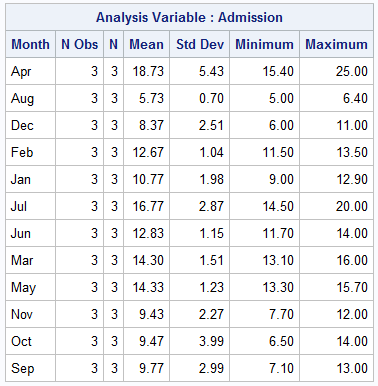 Analysis Variable : Admission
Month N Obs N Mean Std Dev Minimum Maximum
Apr 3 3 18.73 5.43 15.40 25.00
Aug 3 3 5.73 0.70 5.00 6.40
Dec 3 3 8.37 2.51 6.00 11.00
Feb 3 3 12.67 1.04 11.50 13.50
Jan 3 3 10.77 1.98 9.00 12.90
Jul 3 3 16.77 2.87 14.50 20.00
Jun 3 3 12.83 1.15 11.70 14.00
Mar 3 3 14.30 1.51 13.10 16.00
May 3 3 14.33 1.23 13.30 15.70
Nov 3 3 9.43 2.27 7.70 12.00
Oct 3 3 9.47 3.99 6.50 14.00
Sep 3 3 9.77 2.99 7.10 13.00